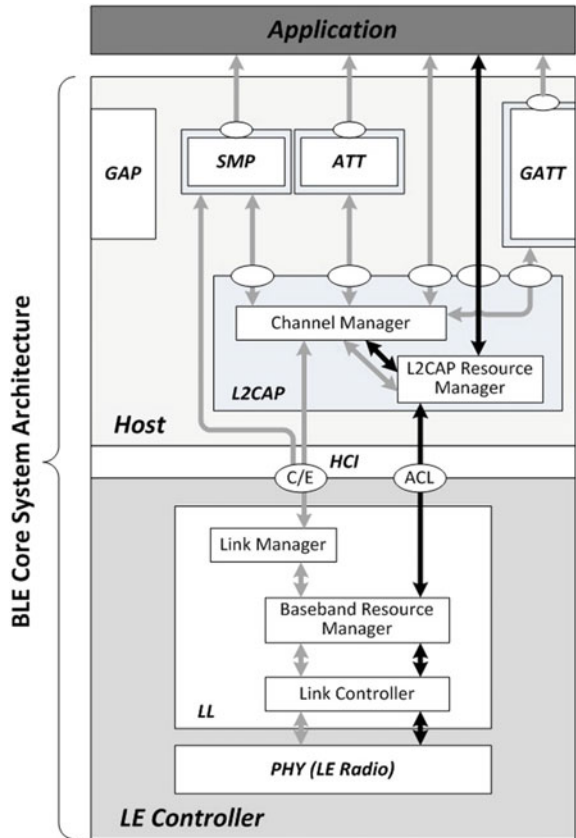 Application
GAP
SMP
ATT
GATT
Channel Manager
L2CAP Resource
Manager
L2CAP
Host
HCI
C/E
ACL
BLE Core System Architecture
Link Manager
Baseband Resource
Manager
Link Controller
LL
PHY (LE Radio)
LE Controller